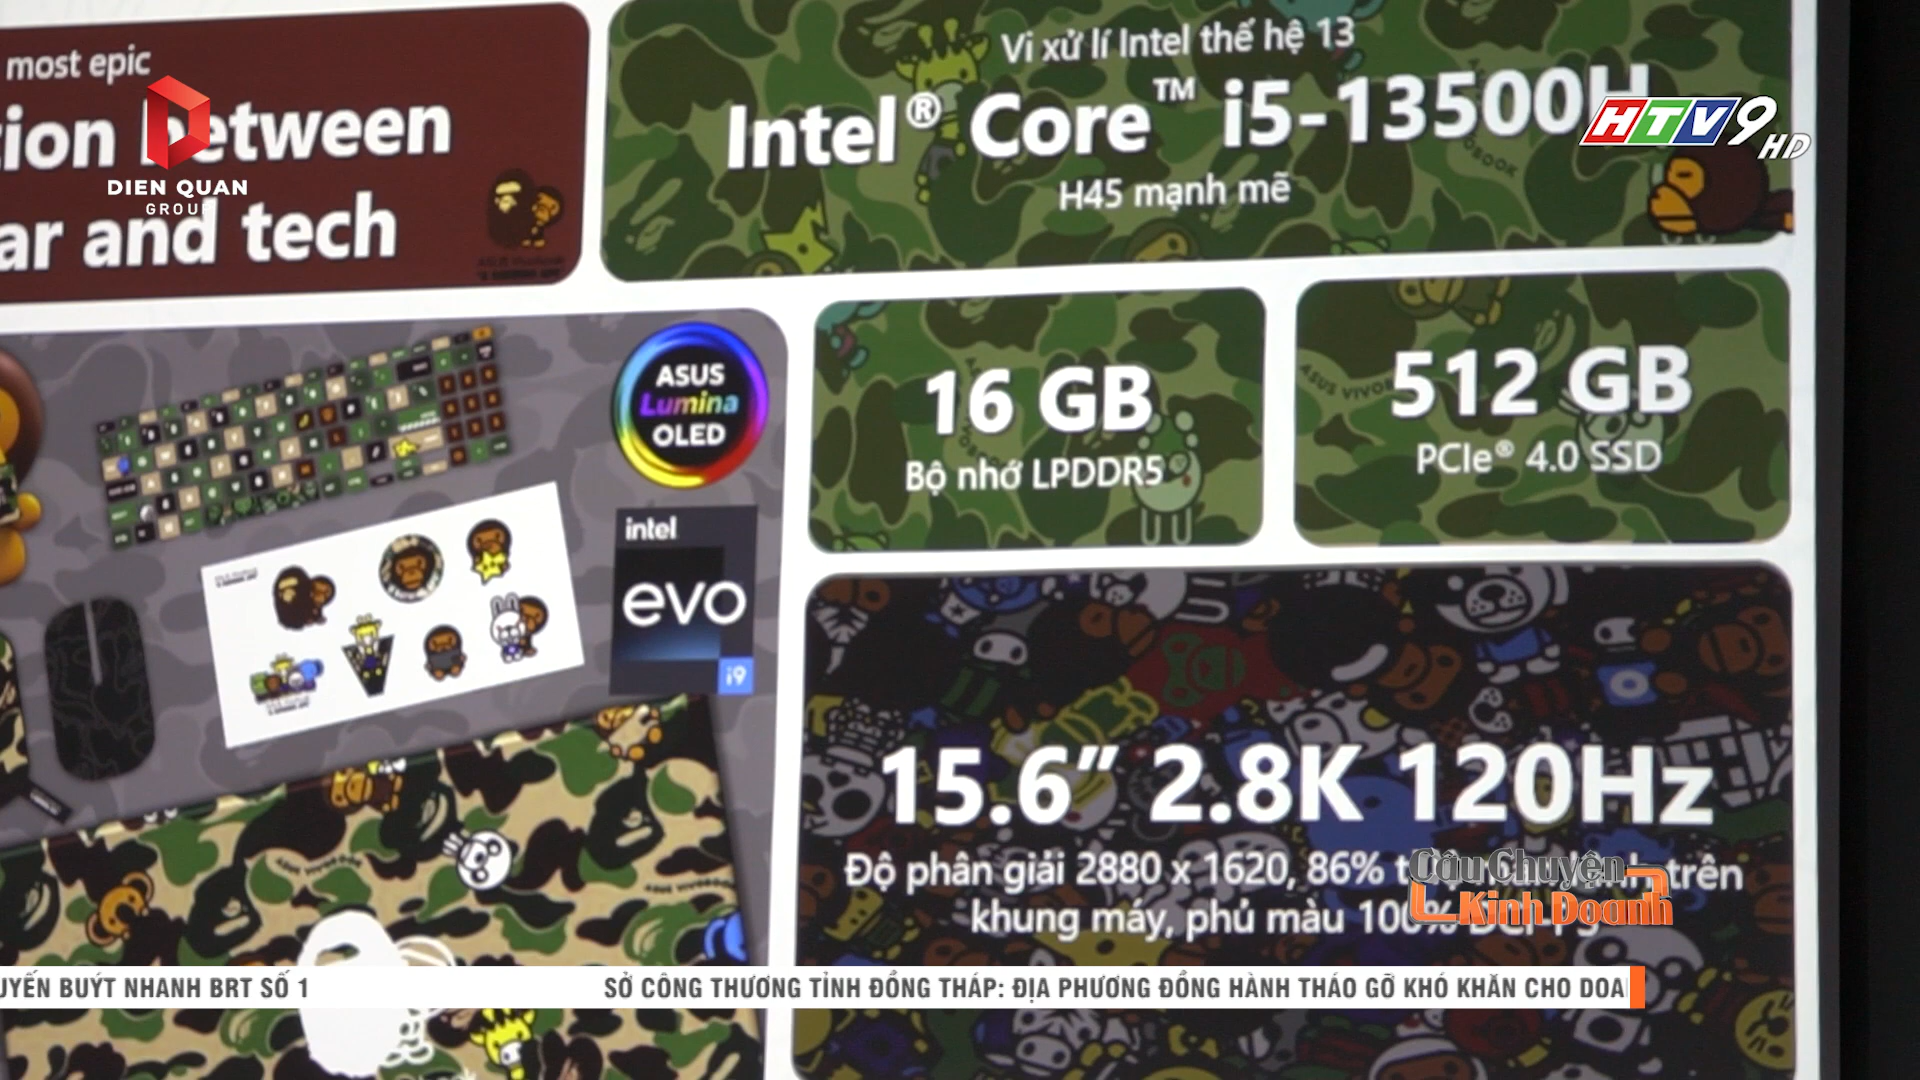 most epic
tion between
ar and tech
DIEN QUAN
GROUP
Vi xử lí Intel thế hệ 13
Intel® Core™ i5-13500H
H45 mạnh mẽ
HTV9 HD
ASUS
Lumina
OLED
intel
evo
i9
16 GB
Bộ nhớ LPDDR5
512 GB
PCIe® 4.0 SSD
15.6” 2.8K 120Hz
Độ phân giải 2880 x 1620, 86% trên
khung máy, phủ màu 100%
Câu Chuyện
Kinh Doanh
UYẾN BUÝT NHANH BRT SỐ 1
SỞ CÔNG THƯƠNG TỈNH ĐỒNG THÁP: ĐỊA PHƯƠNG ĐỒNG HÀNH THÁO GỠ KHÓ KHĂN CHO DOA